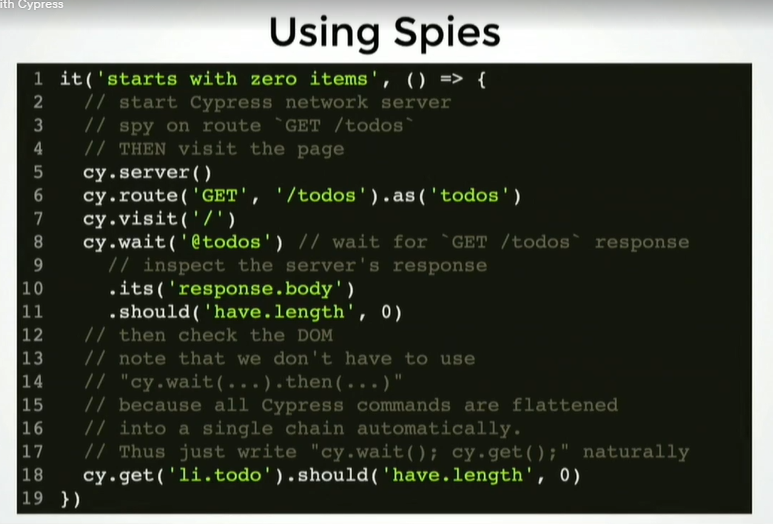 ith Cypress
Using Spies
1 it('starts with zero items', () => {
2 // start Cypress network server
3 // spy on route `GET /todos`
4 // THEN visit the page
5 cy.server()
6 cy.route('GET', '/todos').as('todos')
7 cy.visit('/')
8 cy.wait('@todos') // wait for `GET /todos` response
9 // inspect the server's response
10 .its('response.body')
11 .should('have.length', 0)
12 // then check the DOM
13 // note that we don't have to use
14 // "cy.wait(...).then(...)"
15 // because all Cypress commands are flattened
16 // into a single chain automatically.
17 // Thus just write "cy.wait(); cy.get();" naturally
18 cy.get('li.todo').should('have.length', 0)
19 })